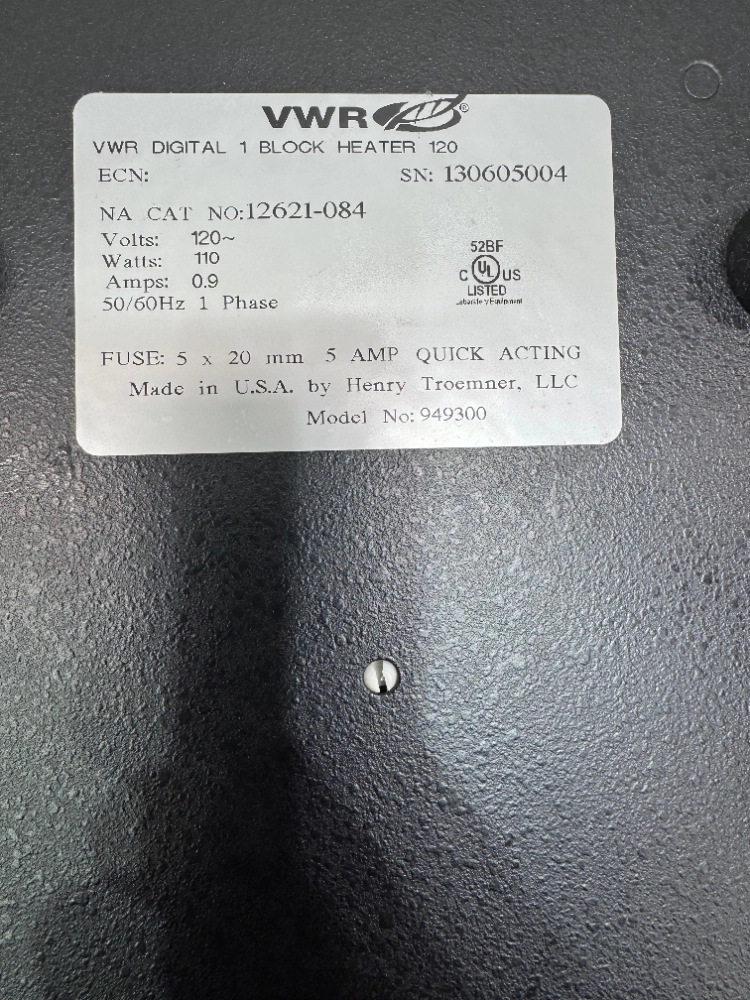 VWR®
VWR DIGITAL 1 BLOCK HEATER 120
ECN: SN: 130605004
NA CAT NO:12621-084
Volts: 120~
Watts: 110
Amps: 0.9
50/60Hz 1 Phase
52BF
C UL US
LISTED
Laboratory Equipment
FUSE: 5 x 20 mm 5 AMP QUICK ACTING
Made in U.S.A. by Henry Troemner, LLC
Model No: 949300